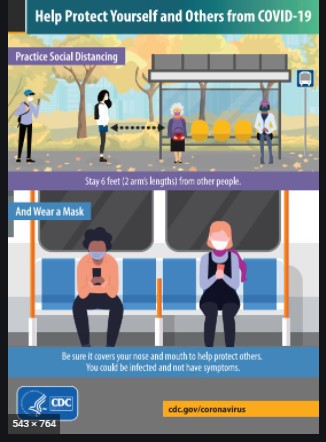 Help Protect Yourself and Others from COVID-19
Practice Social Distancing
Stay 6 feet (2 arm's lengths) from other people.
And Wear a Mask
Be sure it covers your nose and mouth to help protect others.
You could be infected and not have symptoms.
CDC
cdc.gov/coronavirus
543 × 764